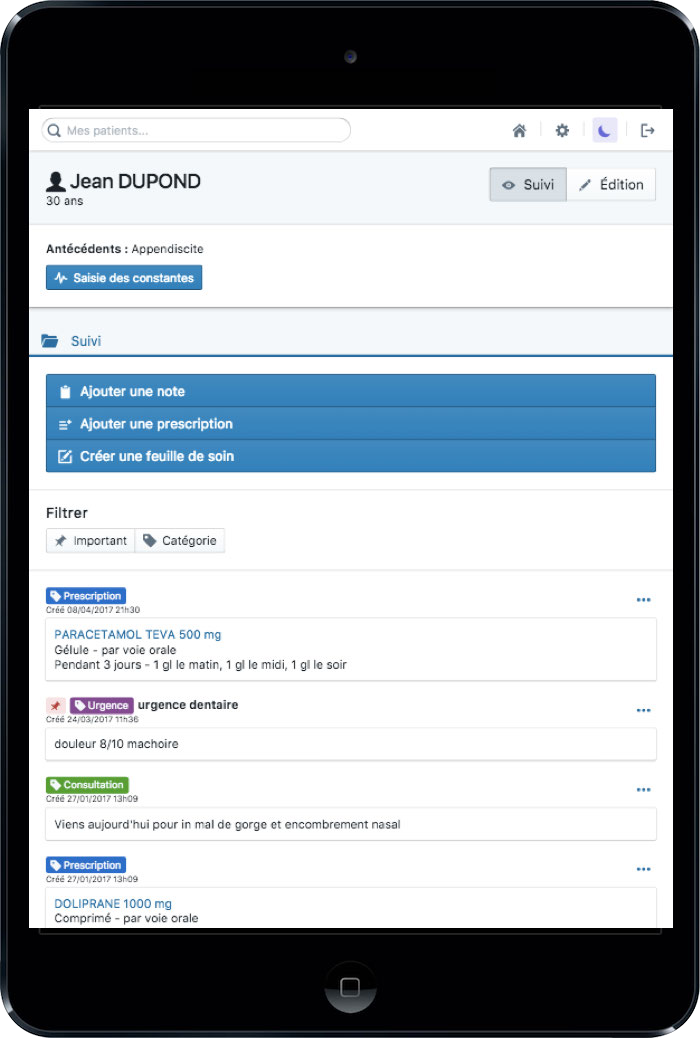 Mes patients...
Jean DUPOND
30 ans
Suivi
Édition
Antécédents : Appendiscite
Saisie des constantes
Suivi
Ajouter une note
Ajouter une prescription
Créer une feuille de soin
Filtrer
Important
Catégorie
Prescription
Créé 08/04/2017 21h30
PARACETAMOL TEVA 500 mg
Gélule - par voie orale
Pendant 3 jours - 1 gl le matin, 1 gl le midi, 1 gl le soir
Urgence urgence dentaire
Créé 24/03/2017 11h36
douleur 8/10 machoire
Consultation
Créé 27/01/2017 13h09
Viens aujourd'hui pour in mal de gorge et encombrement nasal
Prescription
Créé 27/01/2017 13h09
DOLIPRANE 1000 mg
Comprimé - par voie orale